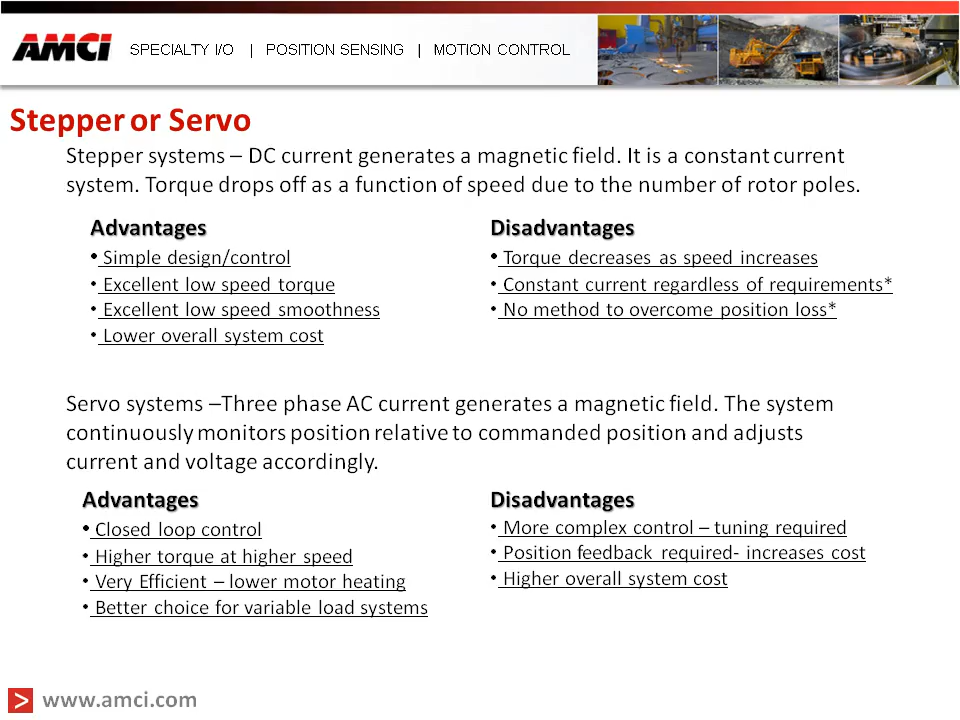 AMCI
SPECIALTY I/O | POSITION SENSING | MOTION CONTROL
Stepper or Servo
Stepper systems – DC current generates a magnetic field. It is a constant current
system. Torque drops off as a function of speed due to the number of rotor poles.
Advantages
• Simple design/control
• Excellent low speed torque
• Excellent low speed smoothness
• Lower overall system cost
Disadvantages
• Torque decreases as speed increases
• Constant current regardless of requirements*
• No method to overcome position loss*
Servo systems –Three phase AC current generates a magnetic field. The system
continuously monitors position relative to commanded position and adjusts
current and voltage accordingly.
Advantages
• Closed loop control
• Higher torque at higher speed
• Very Efficient – lower motor heating
• Better choice for variable load systems
Disadvantages
• More complex control – tuning required
• Position feedback required- increases cost
• Higher overall system cost
> www.amci.com